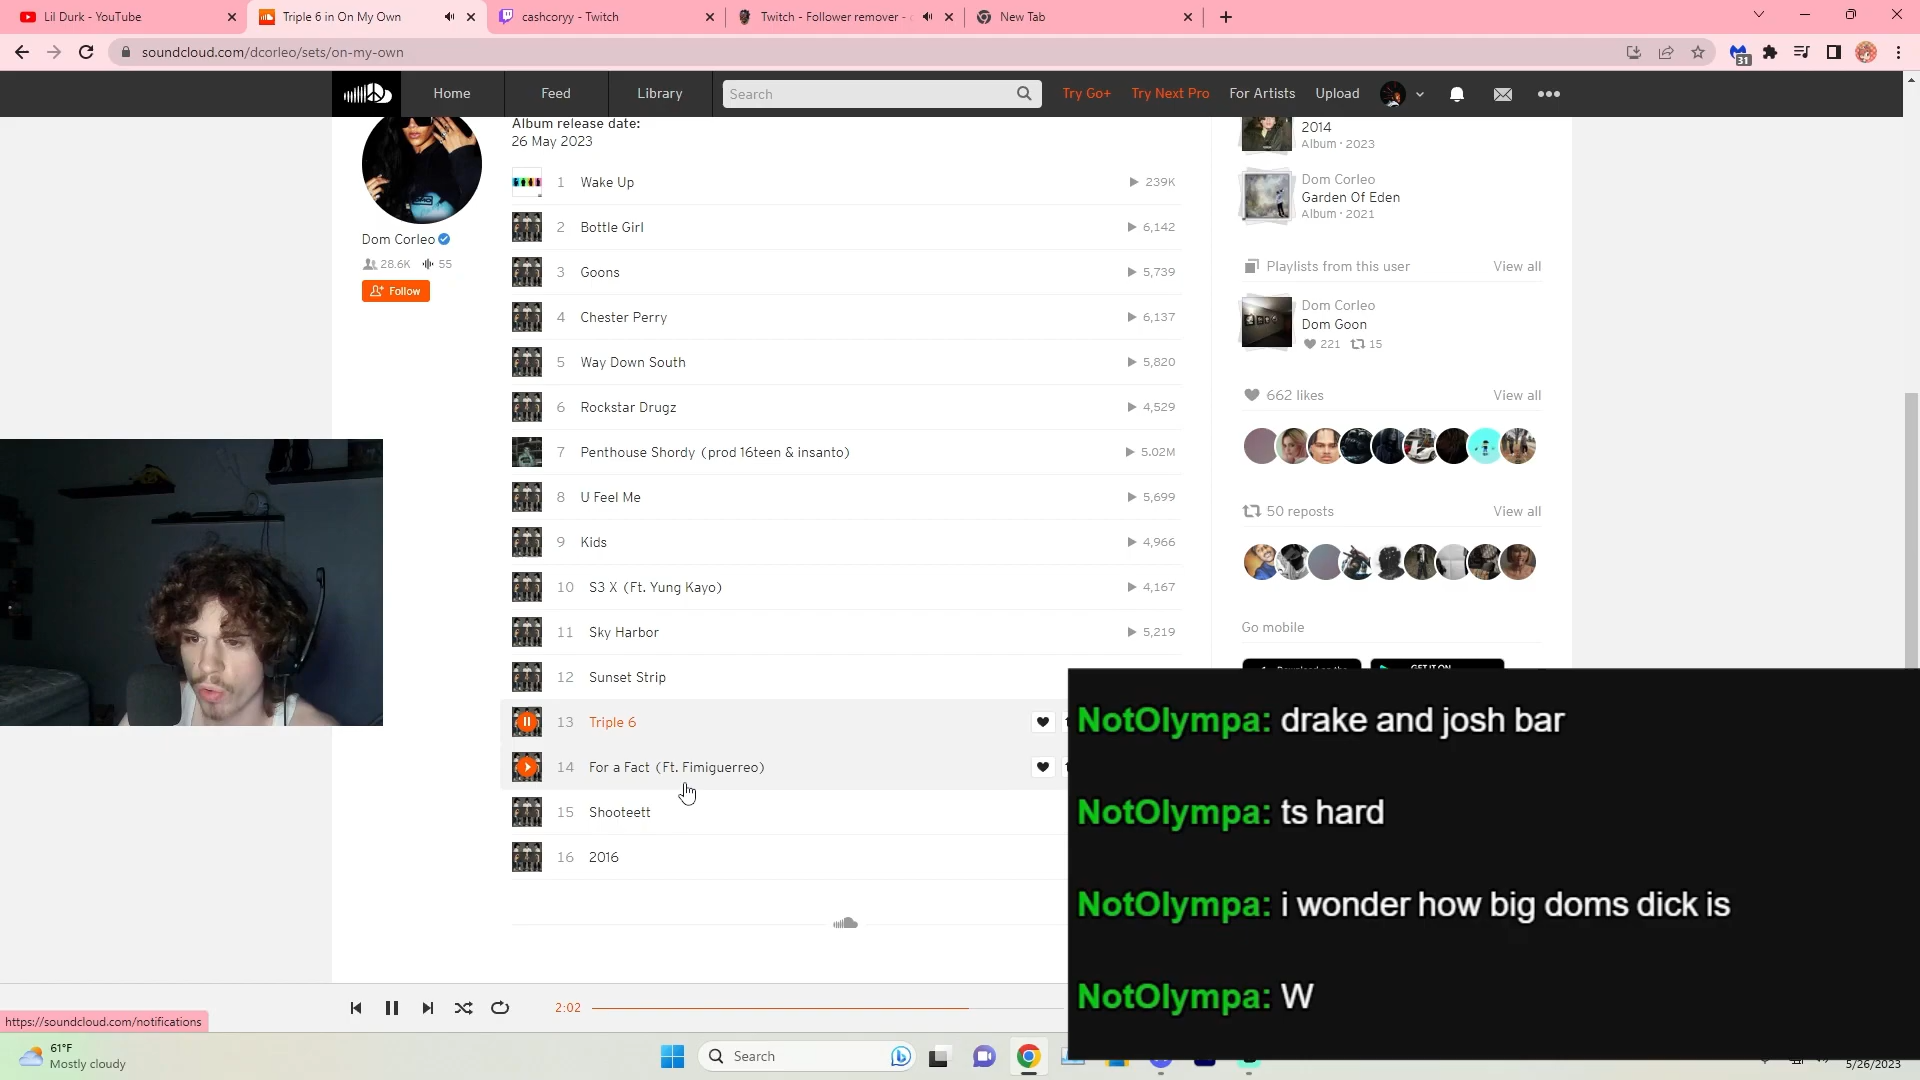 Lil Durk - YouTube
Triple 6 in On My Own
cashcoryy - Twitch
Twitch - Follower remover -
New Tab
soundcloud.com/dcorleo/sets/on-my-own
31
Home
Feed
Library
Search
Try Go+
Try Next Pro
For Artists
Upload
Album release date:
26 May 2023
Dom Corleo
28.6K
55
Follow
1 Wake Up 239K
2 Bottle Girl 6,142
3 Goons 5,739
4 Chester Perry 6,137
5 Way Down South 5,820
6 Rockstar Drugz 4,529
7 Penthouse Shordy (prod 16teen & insanto) 5.02M
8 U Feel Me 5,699
9 Kids 4,966
10 S3 X (Ft. Yung Kayo) 4,167
11 Sky Harbor 5,219
12 Sunset Strip
13 Triple 6
14 For a Fact (Ft. Fimiguerreo)
15 Shooteett
16 2016
2014
Album · 2023
Dom Corleo
Garden Of Eden
Album · 2021
Playlists from this user View all
Dom Corleo
Dom Goon
221 15
662 likes View all
50 reposts View all
Go mobile
GET IT ON
NotOlympa: drake and josh bar
NotOlympa: ts hard
NotOlympa: i wonder how big doms dick is
NotOlympa: W
2:02
https://soundcloud.com/notifications
61°F
Mostly cloudy
Search
5/26/2023